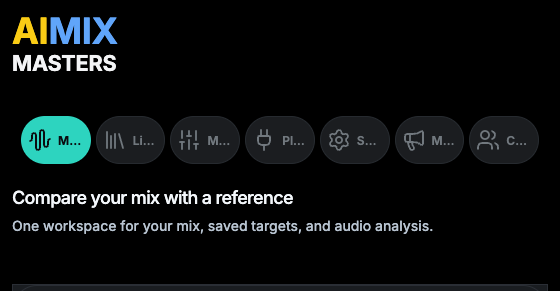 AIMIX
MASTERS
M... Li... M... Pl... S... M... C...
Compare your mix with a reference
One workspace for your mix, saved targets, and audio analysis.